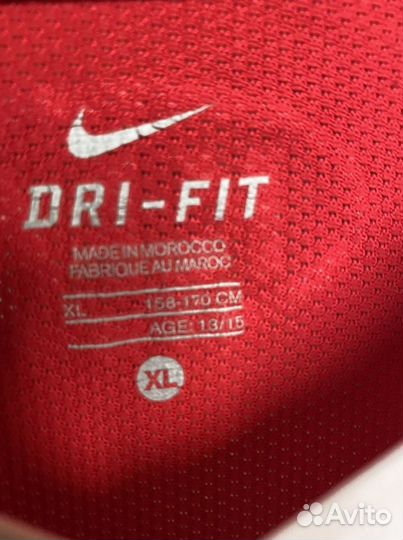 DRI-FIT
MADE IN MOROCCO
FABRIQUE AU MAROC
XL 158-170 CM
AGE: 13/15
XL
Avito